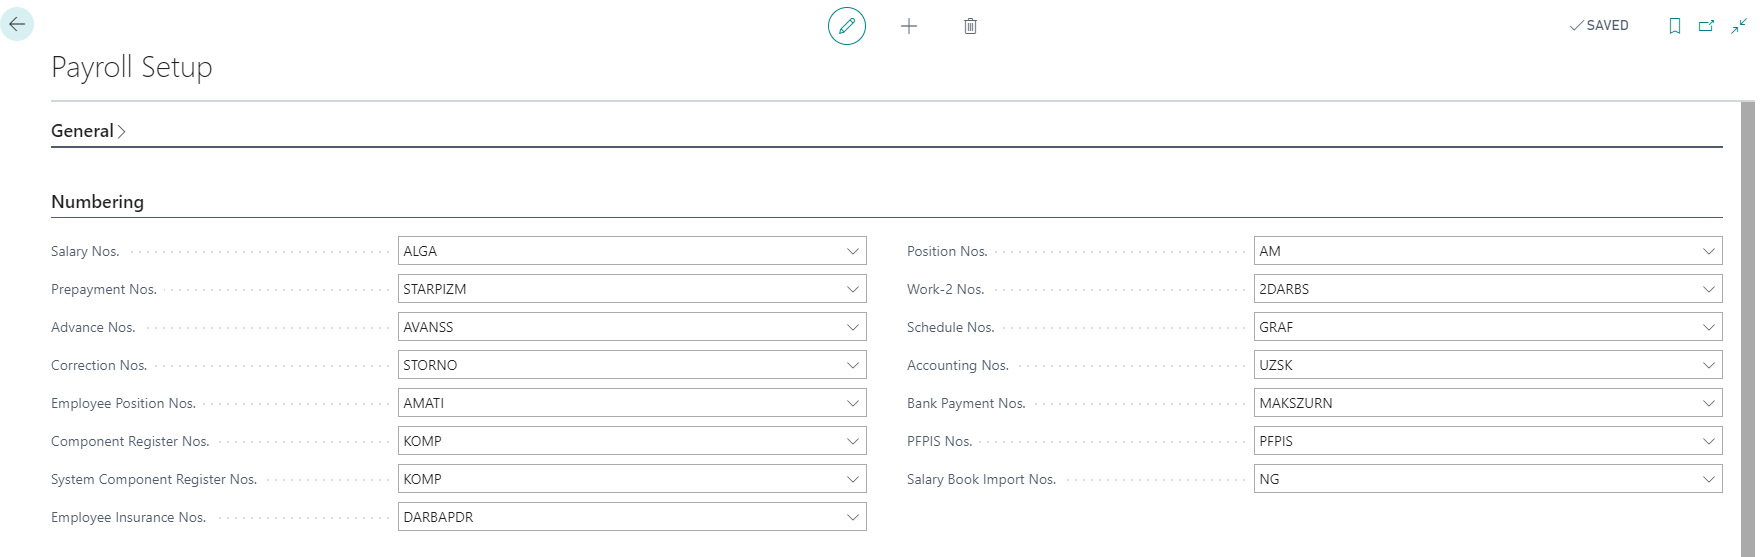 SAVED
Payroll Setup
General
Numbering
Salary Nos. ALGA
Prepayment Nos. STARPIZM
Advance Nos. AVANSS
Correction Nos. STORNO
Employee Position Nos. AMATI
Component Register Nos. KOMP
System Component Register Nos. KOMP
Employee Insurance Nos. DARBAPDR
Position Nos. AM
Work-2 Nos. 2DARBS
Schedule Nos. GRAF
Accounting Nos. UZSK
Bank Payment Nos. MAKSZURN
PFPIS Nos. PFPIS
Salary Book Import Nos. NG